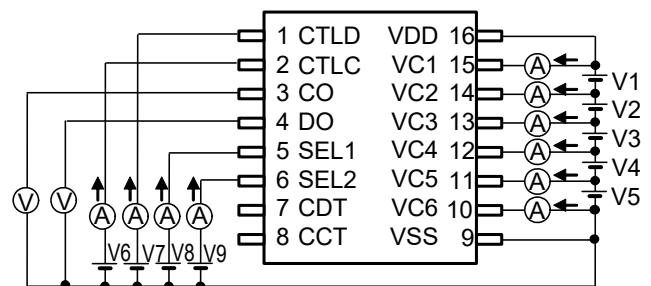 1 CTLD VDD 16
2 CTLC VC1 15 A V1
3 CO VC2 14 A V2
4 DO VC3 13 A V3
5 SEL1 VC4 12 A V4
6 SEL2 VC5 11 A V5
V V A A A A 7 CDT VC6 10 A
V6 V7 V8 V9 8 CCT VSS 9